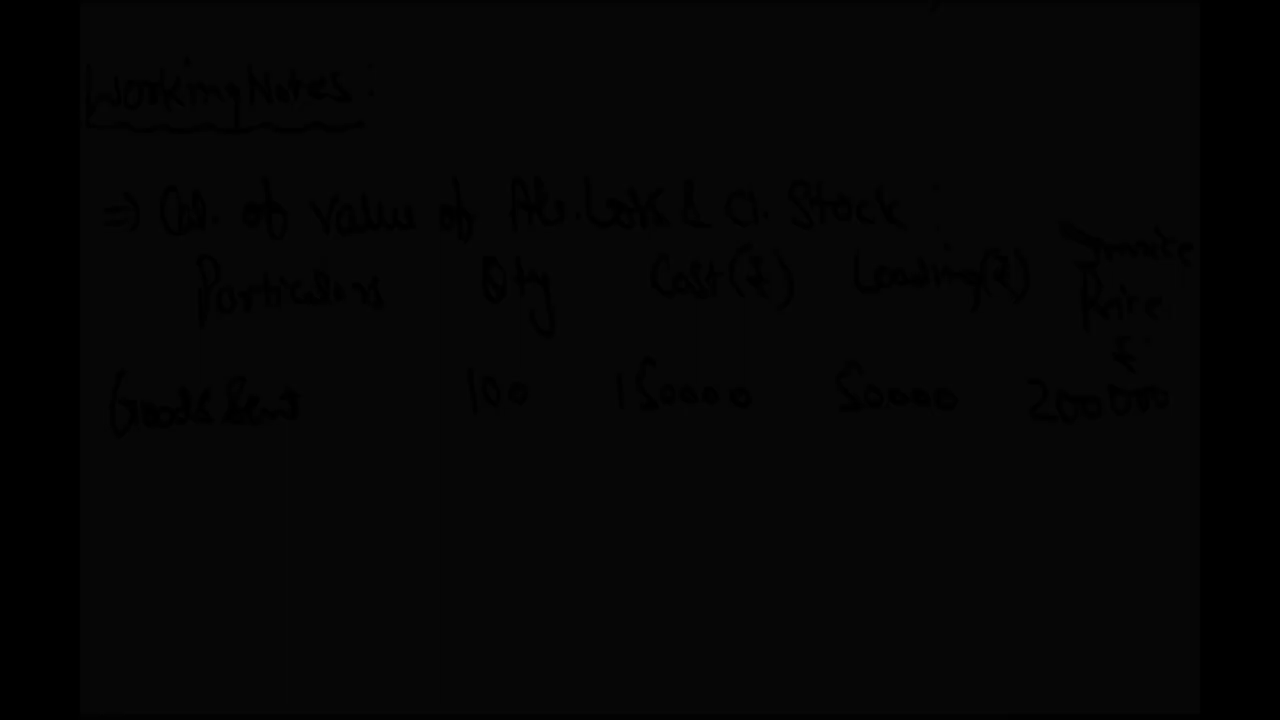 Working Notes:
=) Cal. of Value of Ab. Loss & Cl. Stock:
Particulars Qty Cost(₹) Loading(₹) Invoice Price ₹
Goods Sent 100 150000 50000 200000